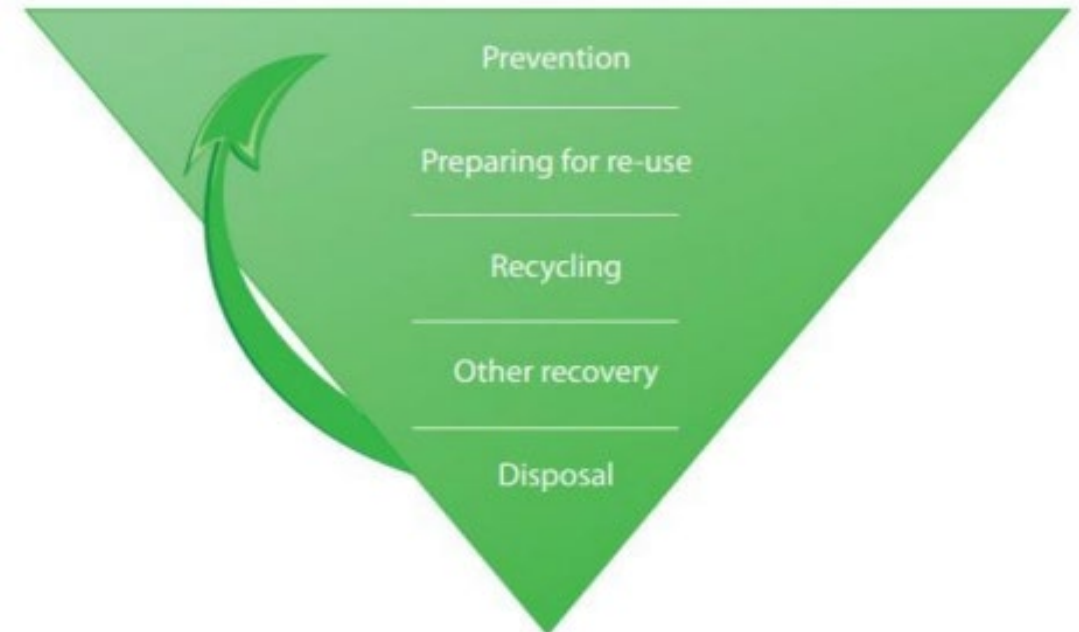 Prevention
Preparing for re-use
Recycling
Other recovery
Disposal